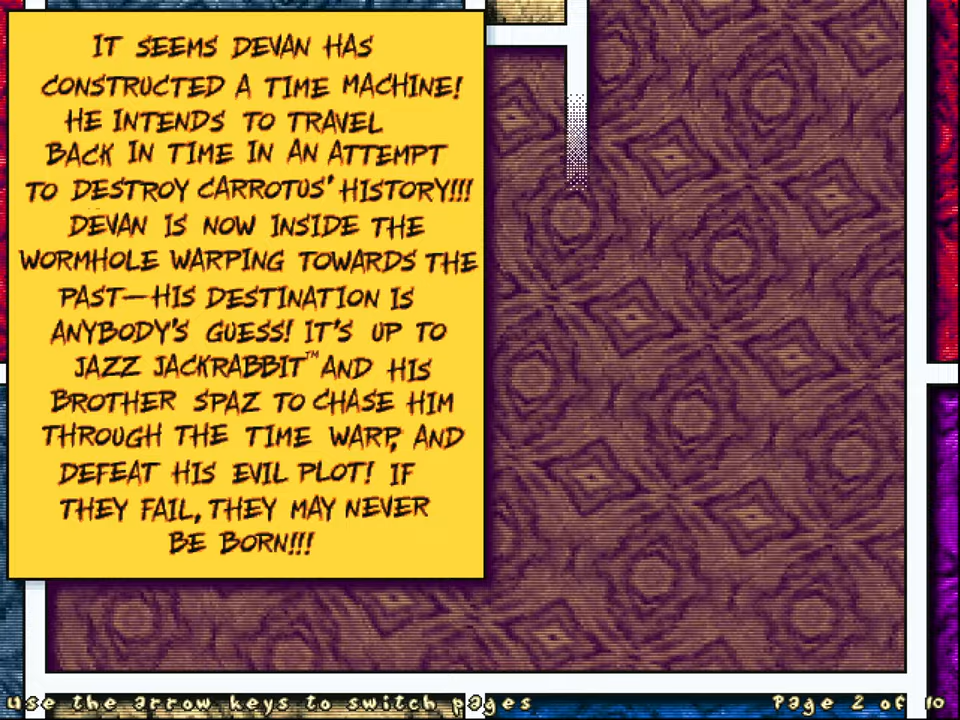 IT SEEMS DEVAN HAS
CONSTRUCTED A TIME MACHINE!
HE INTENDS TO TRAVEL
BACK IN TIME IN AN ATTEMPT
TO DESTROY CARROTUS' HISTORY!!!
DEVAN IS NOW INSIDE THE
WORMHOLE WARPING TOWARDS THE
PAST—HIS DESTINATION IS
ANYBODY'S GUESS! IT'S UP TO
JAZZ JACKRABBIT™ AND HIS
BROTHER SPAZ TO CHASE HIM
THROUGH THE TIME WARP, AND
DEFEAT HIS EVIL PLOT! IF
THEY FAIL, THEY MAY NEVER
BE BORN!!!
use the arrow keys to switch pages
Page 2 of 10